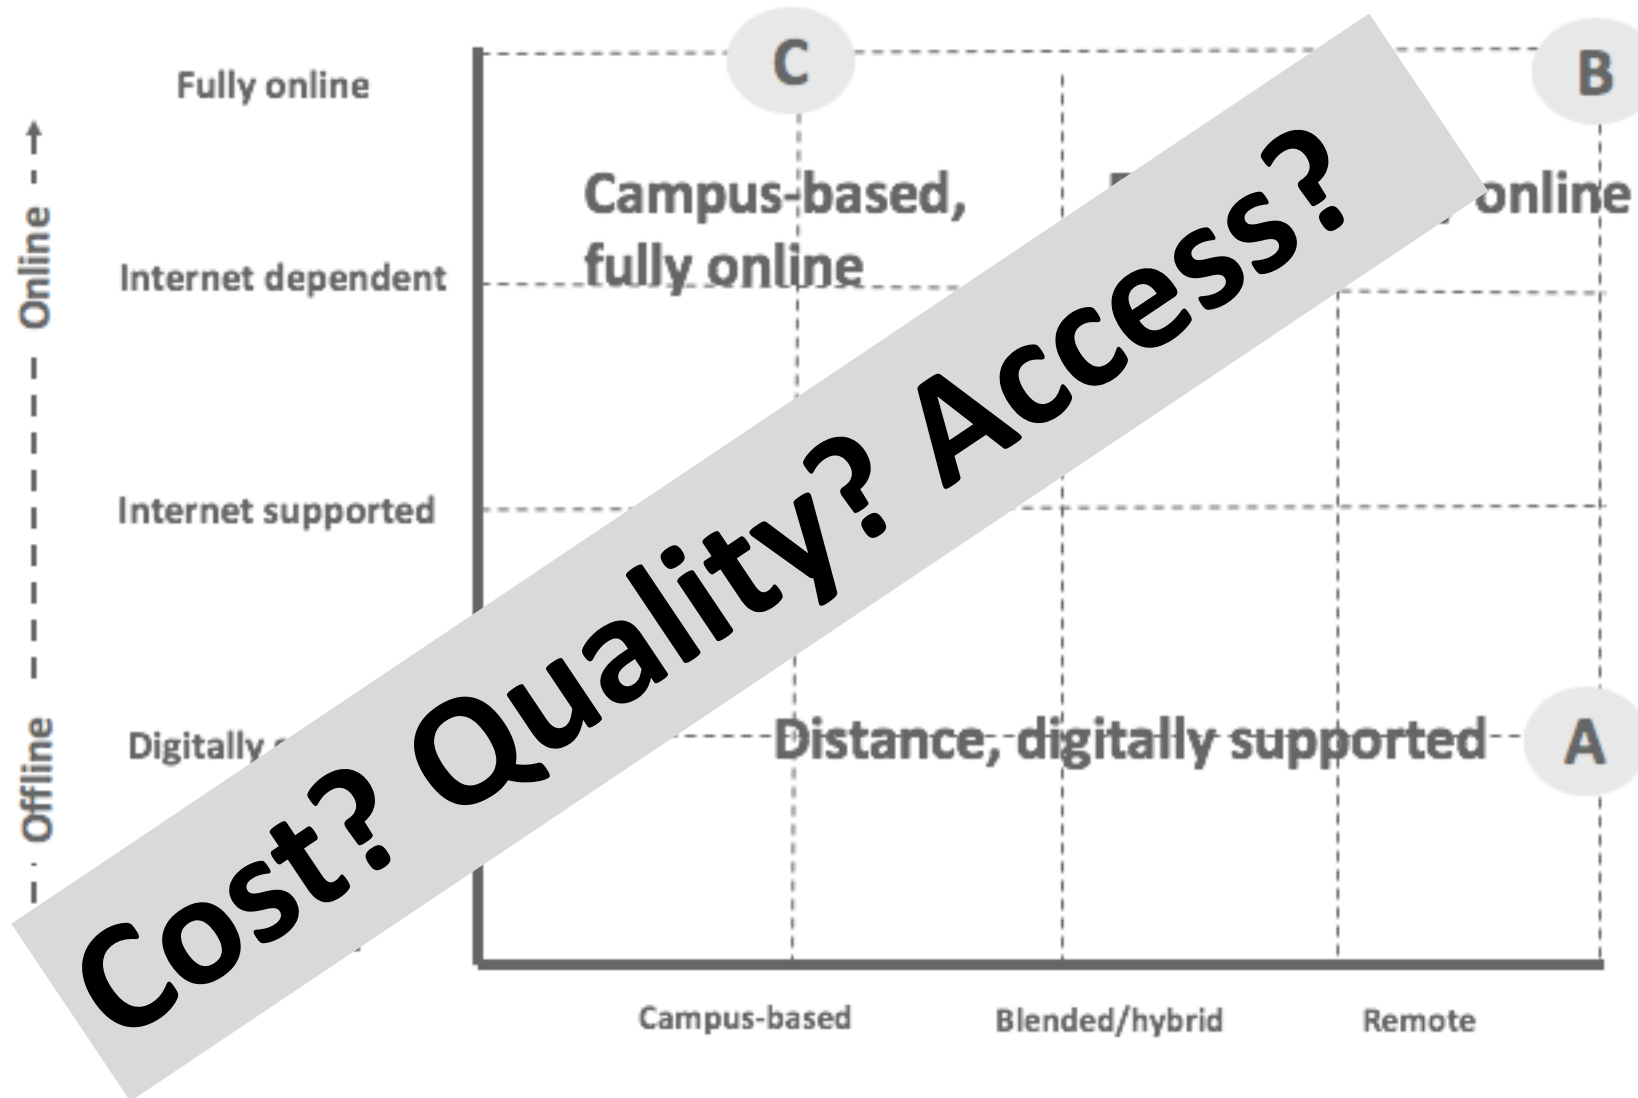 C
B
Fully online
Campus-based,
fully online
online
Internet dependent
Online
Internet supported
Cost? Quality? Access?
Digitally
Distance, digitally supported
A
Offline
Campus-based
Blended/hybrid
Remote